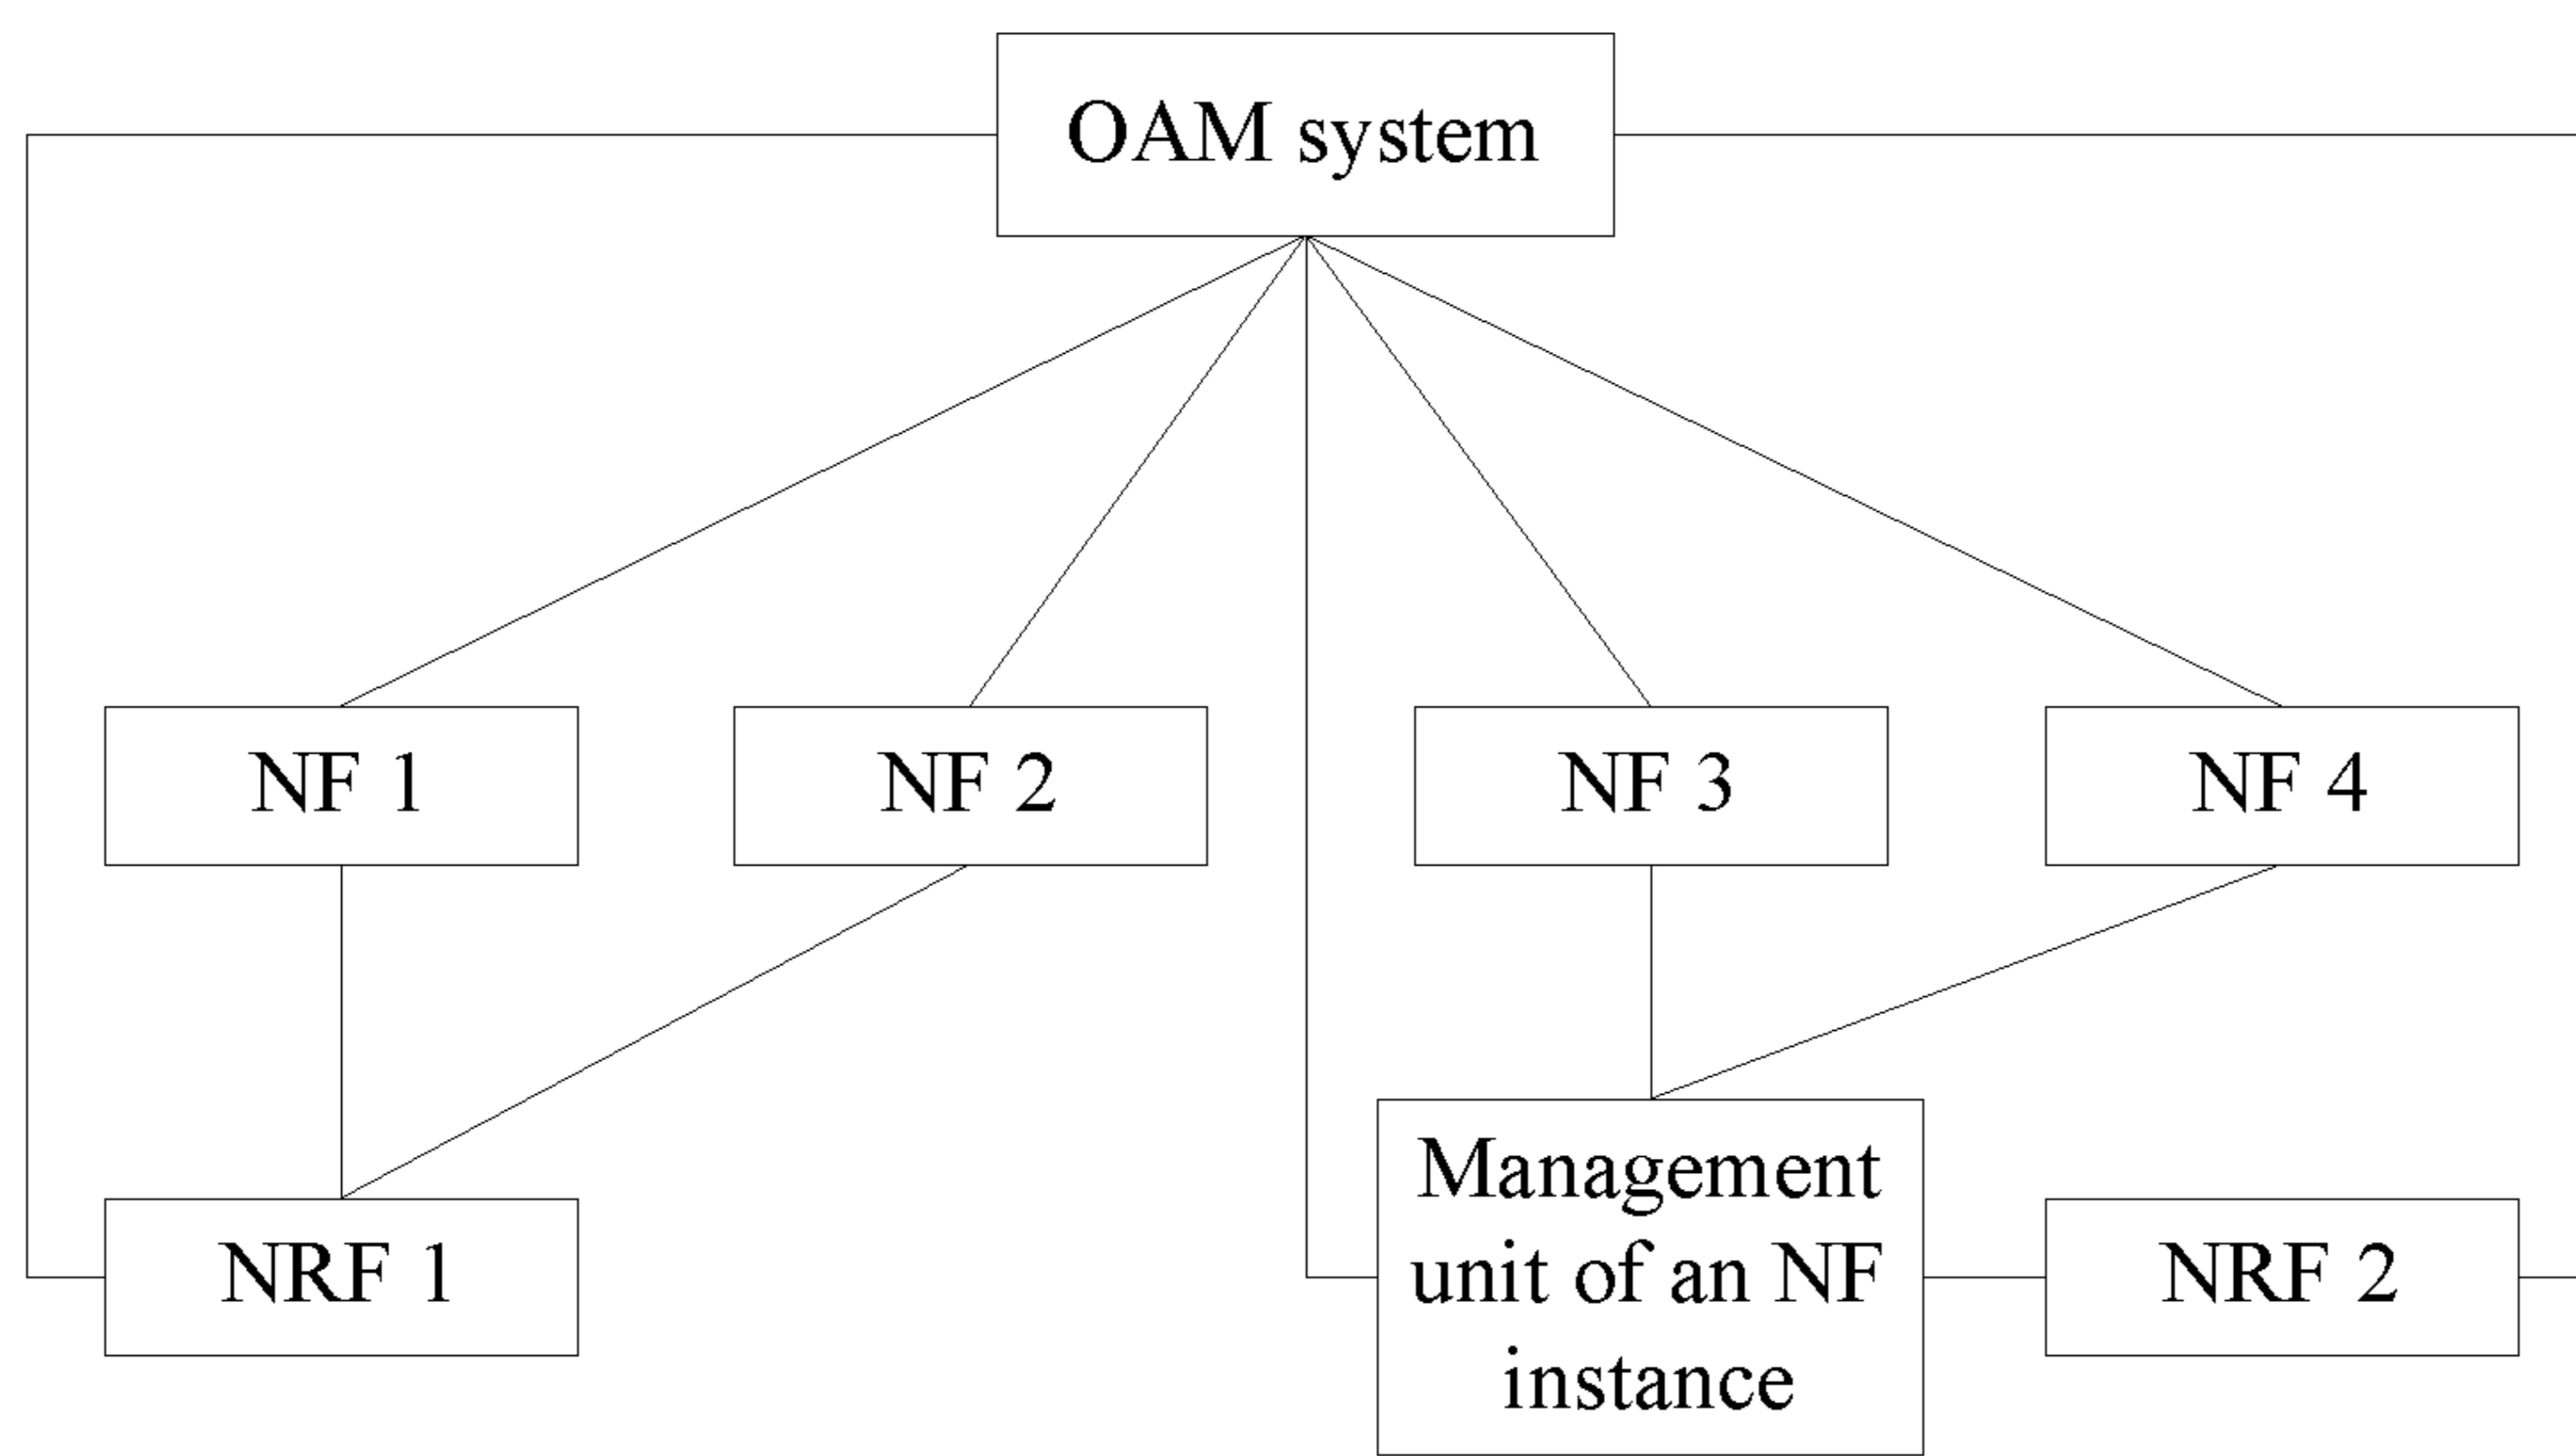 OAM system
NF 1
NF 2
NF 3
NF 4
NRF 1
Management
unit of an NF
instance
NRF 2